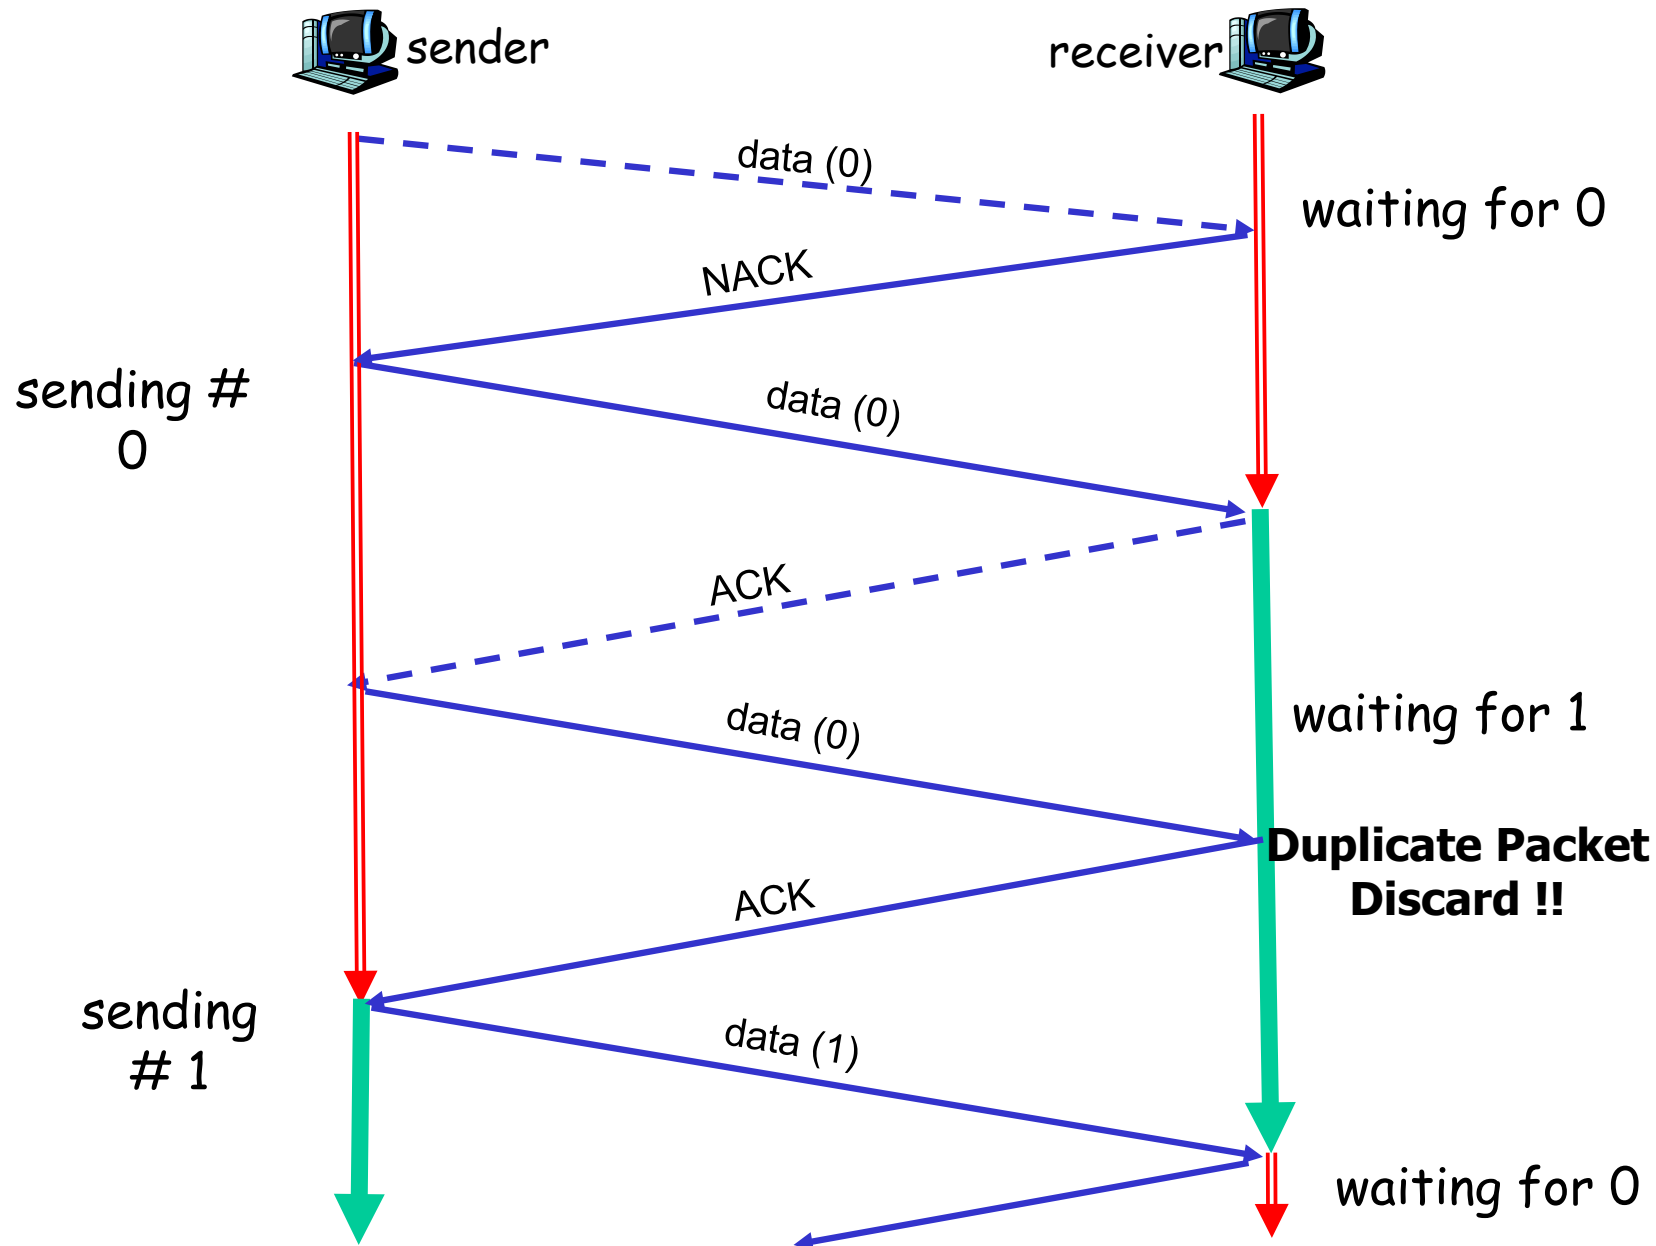 sender
receiver
data (0)
waiting for 0
NACK
sending #
0
data (0)
ACK
waiting for 1
data (0)
Duplicate Packet
Discard !!
ACK
sending
# 1
data (1)
waiting for 0